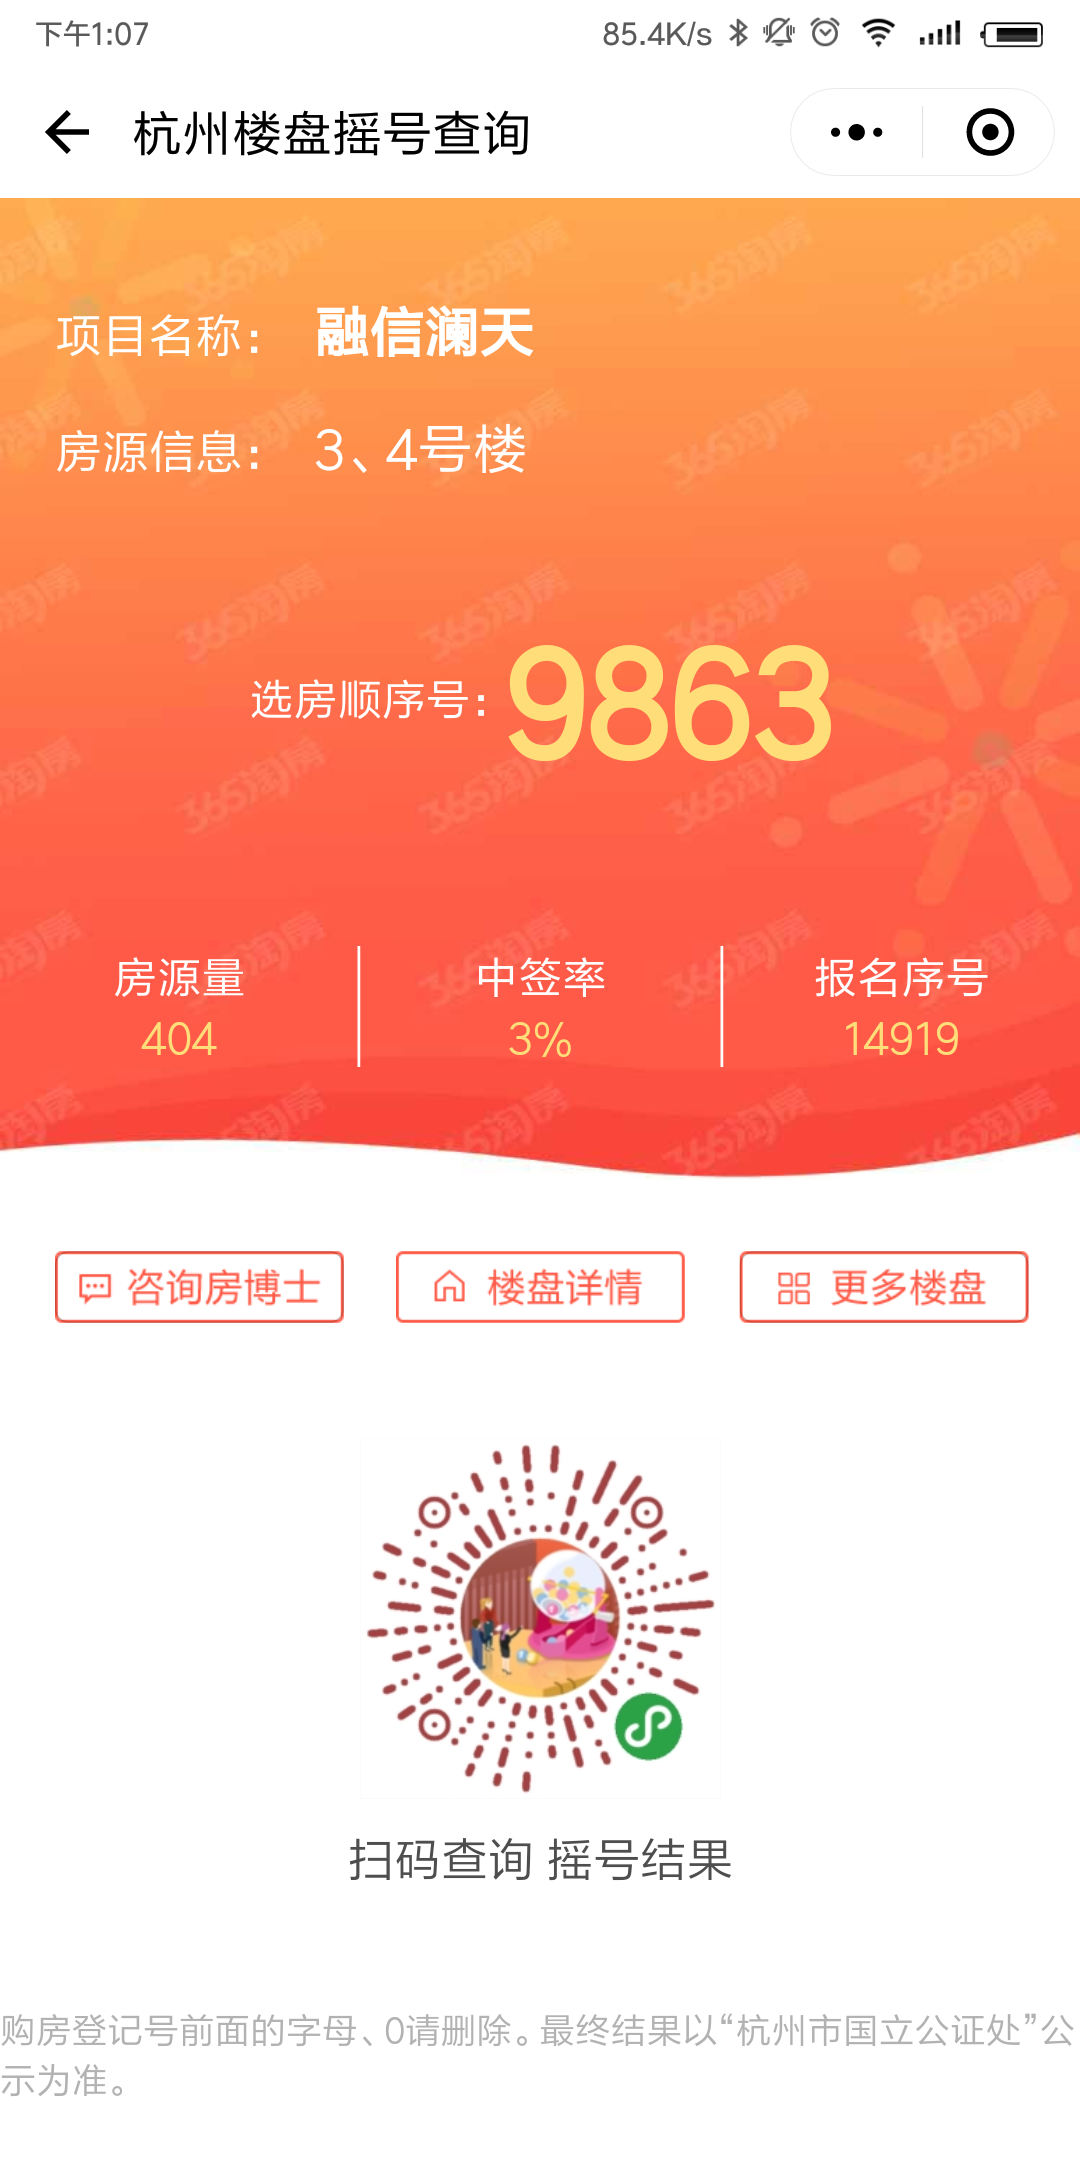 下午1:07
85.4K/s
杭州楼盘摇号查询
项目名称： 融信澜天
房源信息： 3、4号楼
选房顺序号：9863
房源量 中签率 报名序号
404 3% 14919
咨询房博士 楼盘详情 更多楼盘
扫码查询 摇号结果
购房登记号前面的字母、0请删除。最终结果以“杭州市国立公证处”公
示为准。
365淘房